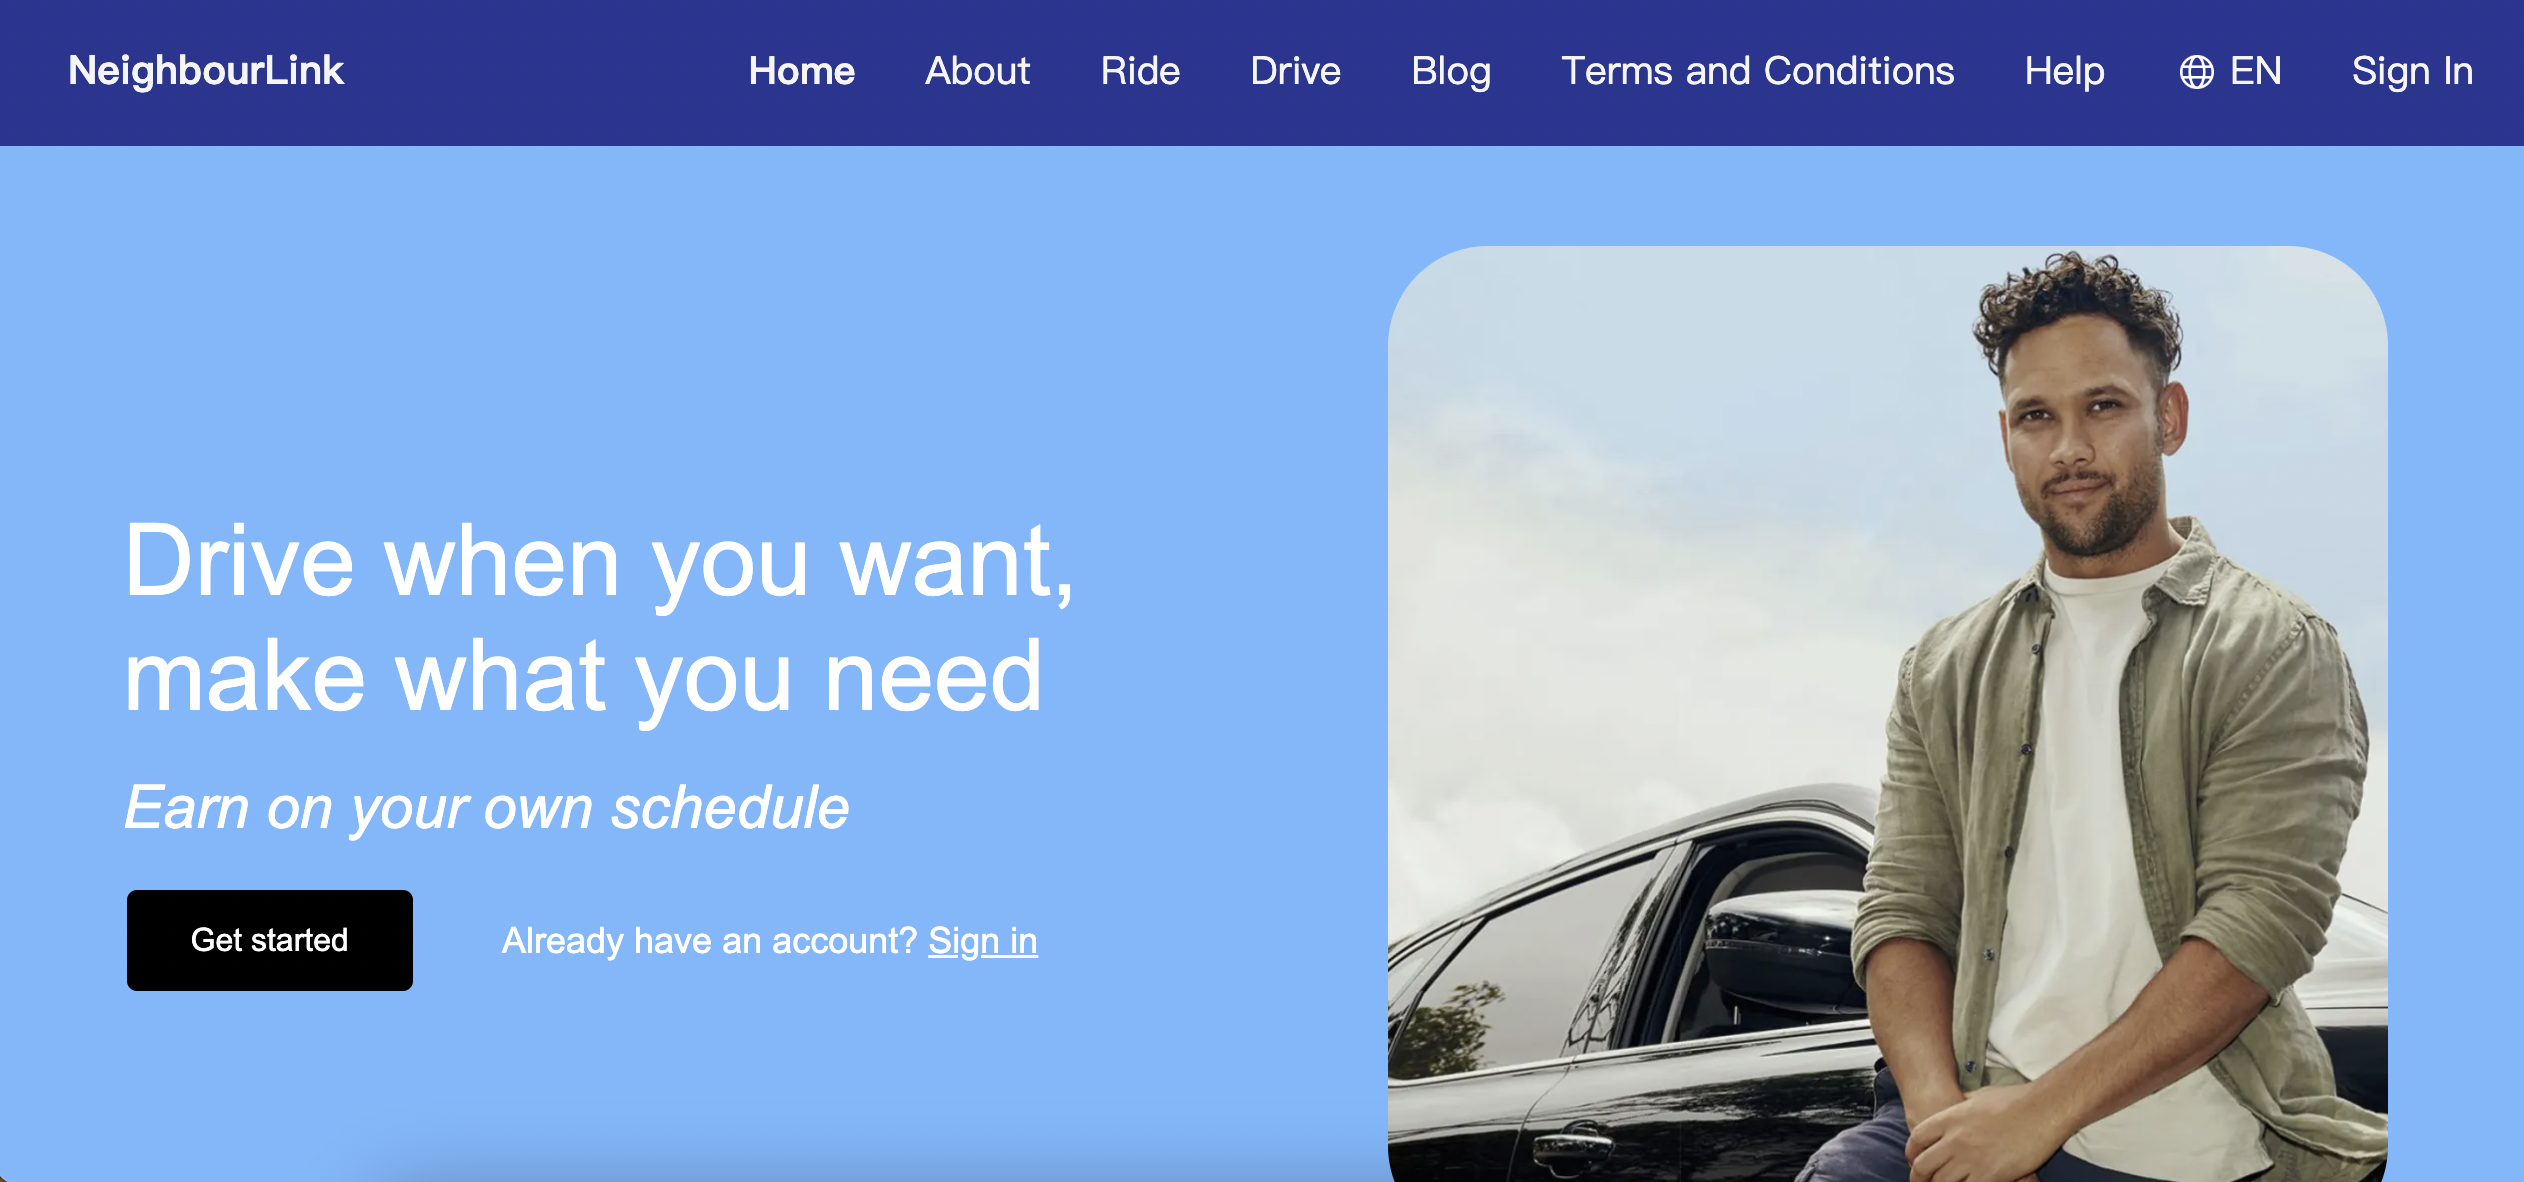 NeighbourLink
Home About Ride Drive Blog Terms and Conditions Help EN Sign In
Drive when you want,
make what you need
Earn on your own schedule
Get started
Already have an account? Sign in